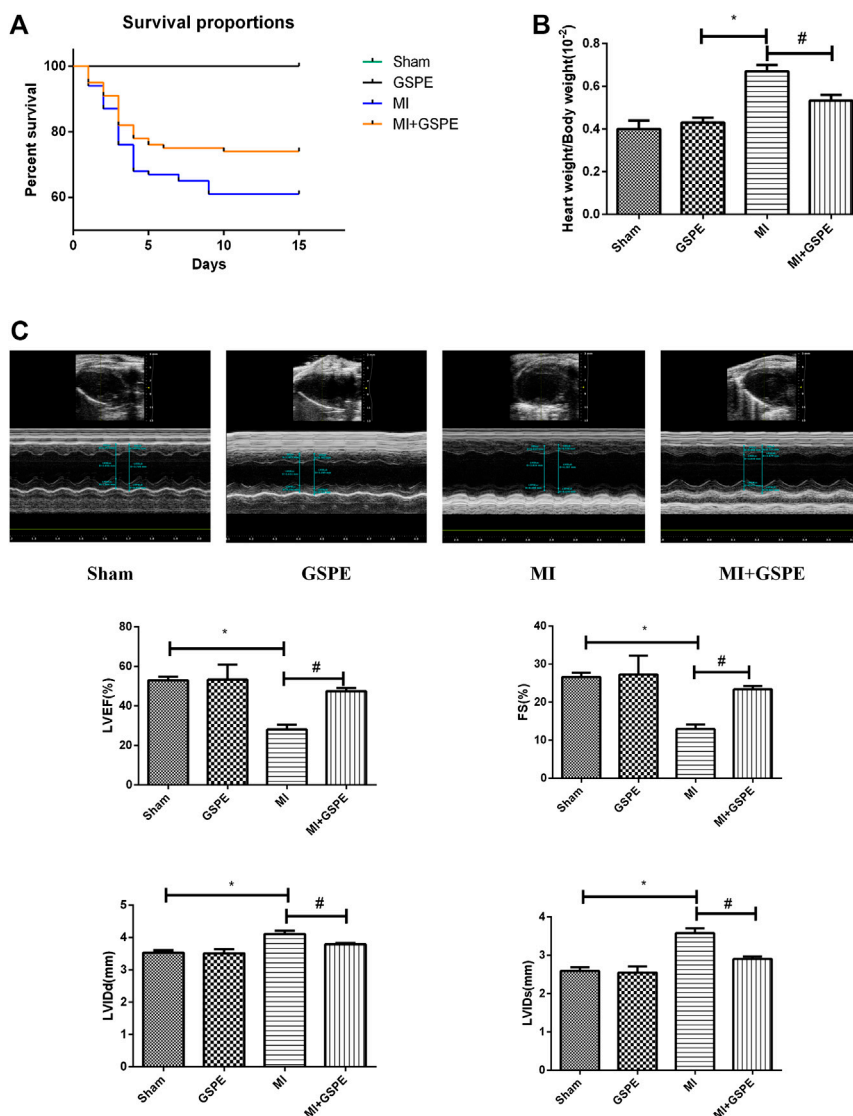 A
Survival proportions
Percent survival
100
80
60
0
5
10
15
Days
Sham
GSPE
MI
MI+GSPE
B
Heart weight/Body weight(10⁻²)
0.8
0.6
0.4
0.2
0.0
*
#
Sham
GSPE
MI
MI+GSPE
C
Sham
GSPE
MI
MI+GSPE
LVEF(%)
80
60
40
20
0
*
#
Sham
GSPE
MI
MI+GSPE
FS(%)
40
30
20
10
0
*
#
Sham
GSPE
MI
MI+GSPE
LVIDd(mm)
5
4
3
2
1
0
*
#
Sham
GSPE
MI
MI+GSPE
LVIDs(mm)
4
3
2
1
0
*
#
Sham
GSPE
MI
MI+GSPE